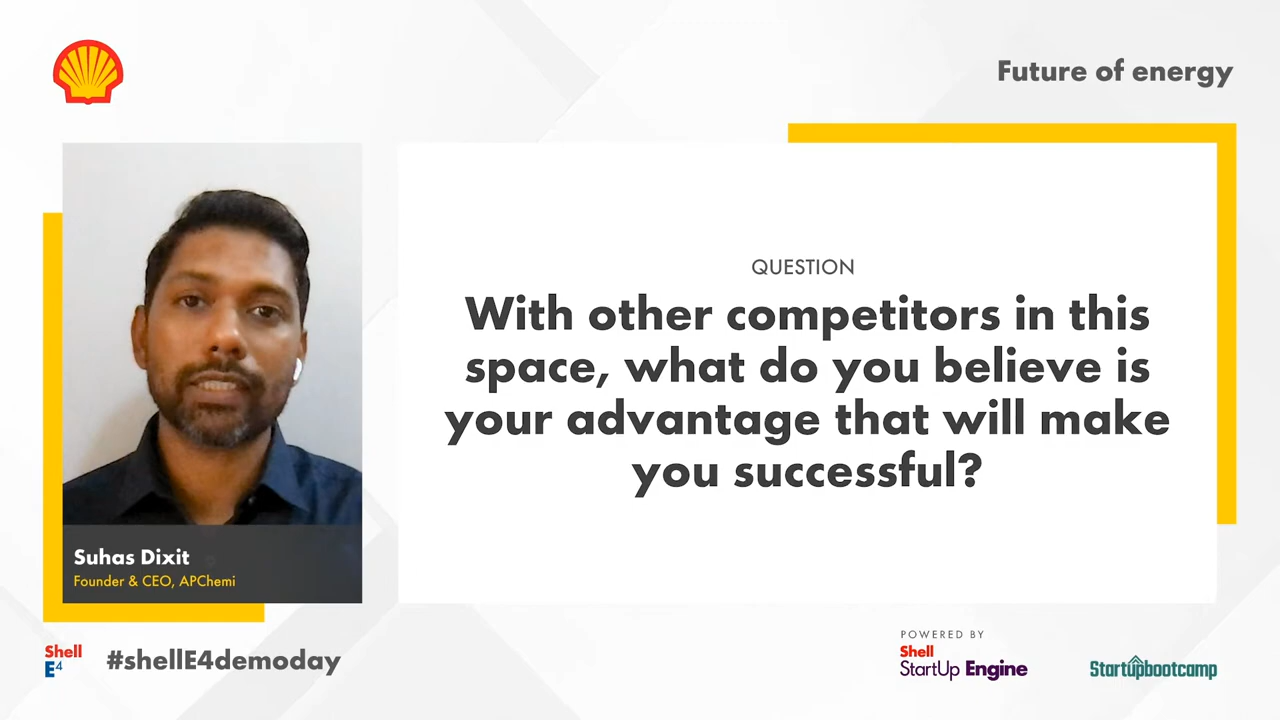 Future of energy
QUESTION
With other competitors in this
space, what do you believe is
your advantage that will make
you successful?
Suhas Dixit
Founder & CEO, APChemi
Shell
E4
#shellE4demoday
POWERED BY
Shell
StartUp Engine
Startupbootcamp